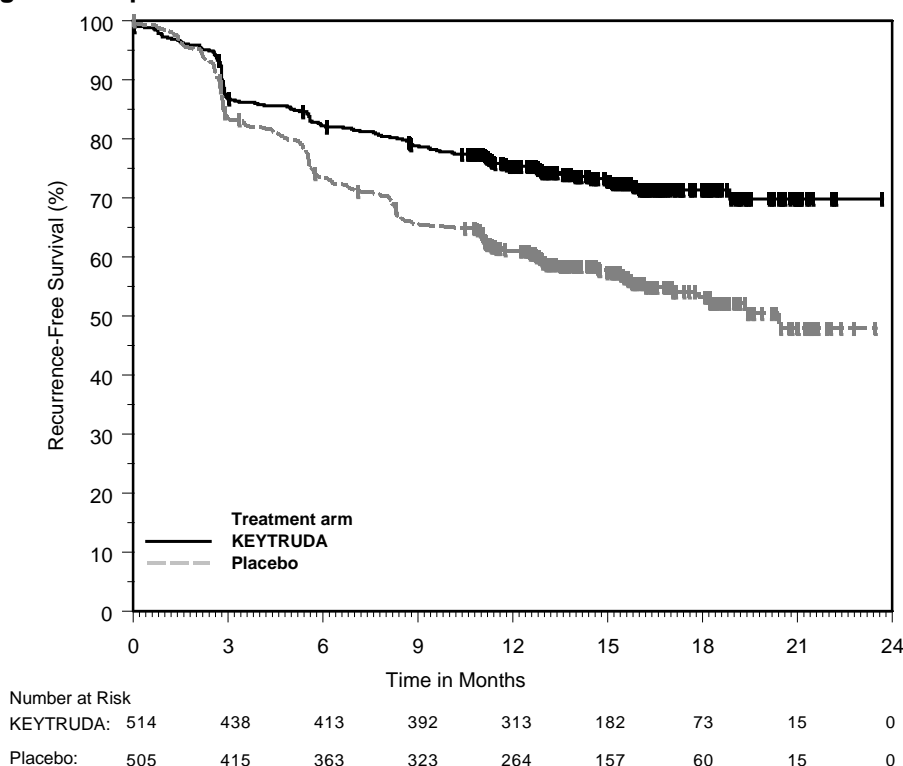 100
90
80
70
60
50
40
30
20
10
0
Recurrence-Free Survival (%)
Treatment arm
KEYTRUDA
Placebo
0 3 6 9 12 15 18 21 24
Time in Months
Number at Risk
KEYTRUDA: 514 438 413 392 313 182 73 15 0
Placebo: 505 415 363 323 264 157 60 15 0